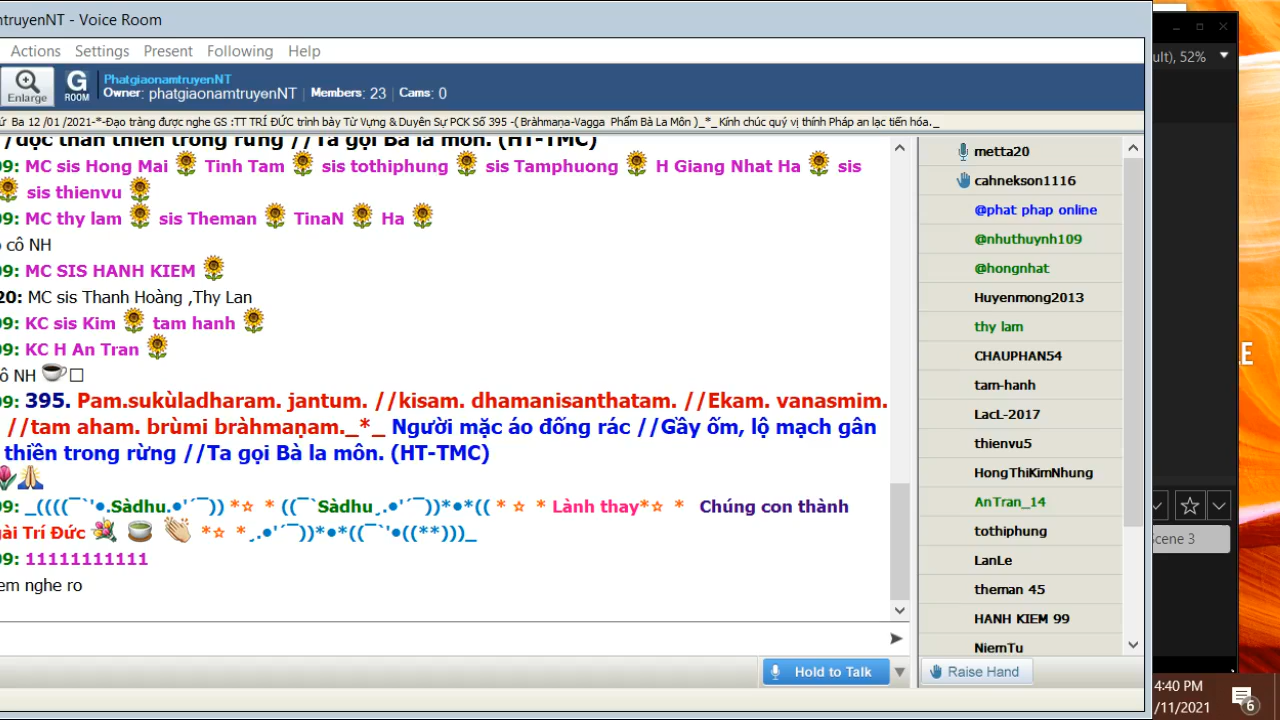 ntruyenNT - Voice Room
Actions Settings Present Following Help
Enlarge
G ROOM
PhatgiaonamtruyenNT
Owner: phatgiaonamtruyenNT | Members: 23 | Cams: 0
ứ Ba 12 /01 /2021-*-Đạo tràng được nghe GS :TT TRÍ ĐỨC trình bày Từ Vựng & Duyên Sự PCK Số 395 -( Bràhmaṇa-Vagga Phẩm Bà La Môn )_*_ Kính chúc quý vị thính Pháp an lạc tiến hóa._
//độc thân thiền trong rừng //Ta gọi Bà la môn. (HT-TMC)
09: MC sis Hong Mai 🌻 Tinh Tam 🌻 sis tothiphung 🌻 sis Tamphuong 🌻 H Giang Nhat Ha 🌻 sis
🌻 sis thienvu 🌻
09: MC thy lam 🌻 sis Theman 🌻 TinaN 🌻 Ha 🌻
cô NH
09: MC SIS HANH KIEM 🌻
20: MC sis Thanh Hoàng ,Thy Lan
09: KC sis Kim 🌻 tam hanh 🌻
09: KC H An Tran 🌻
ô NH ☕□
09: 395. Pam.sukùladharam. jantum. //kisam. dhamanisanthatam. //Ekam. vanasmim.
//tam aham. brùmi bràhmaṇam._*_ Người mặc áo đống rác //Gầy ốm, lộ mạch gân
thiền trong rừng //Ta gọi Bà la môn. (HT-TMC)
🌷🙏
09: _((((¯`'•.Sàdhu.•'´¯)) *☆ * ((¯`Sàdhu¸.•'´¯))*•*(( * ☆ * Lành thay*☆ * Chúng con thành
gài Trí Đức 💐 🍵 👏 *☆ *¸.•'´¯))*•*((¯`'•((**)))_
09: 11111111111
em nghe ro
Hold to Talk
metta20
cahnekson1116
@phat phap online
@nhuthuynh109
@hongnhat
Huyenmong2013
thy lam
CHAUPHAN54
tam-hanh
LacL-2017
thienvu5
HongThiKimNhung
AnTran_14
tothiphung
LanLe
theman 45
HANH KIEM 99
NiemTu
Raise Hand
ult), 52%
LE
cene 3
4:40 PM
/11/2021
6